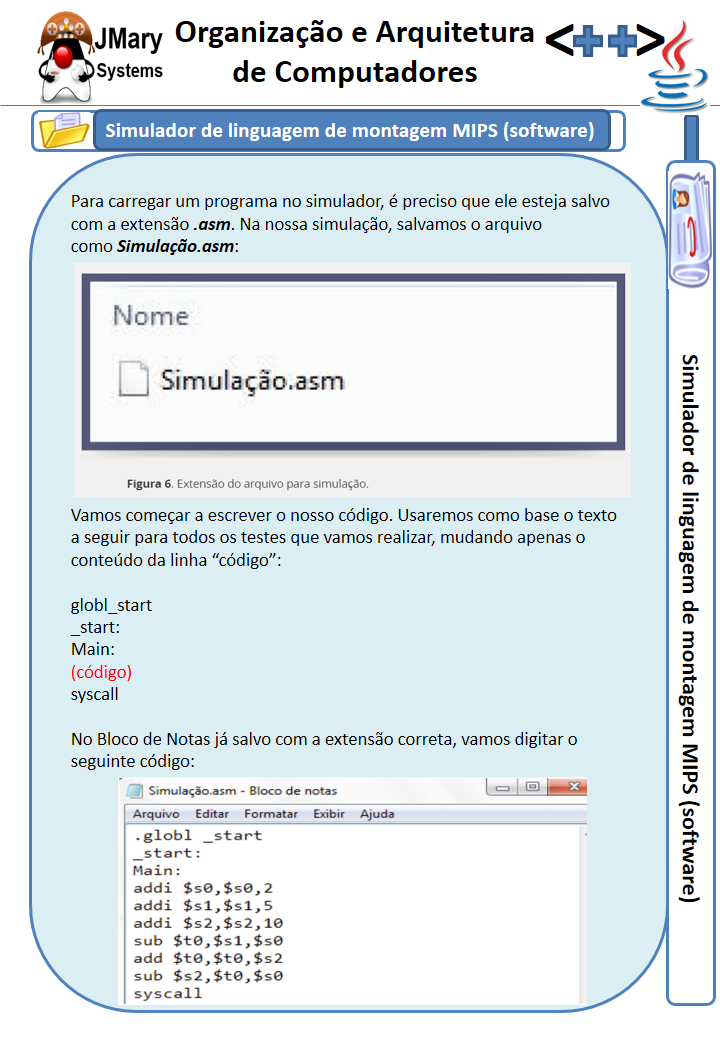 JMary
Systems
Organização e Arquitetura
de Computadores
<++>
Simulador de linguagem de montagem MIPS (software)
Para carregar um programa no simulador, é preciso que ele esteja salvo
com a extensão .asm. Na nossa simulação, salvamos o arquivo
como Simulação.asm:
Nome
Simulação.asm
Figura 6. Extensão do arquivo para simulação.
Vamos começar a escrever o nosso código. Usaremos como base o texto
a seguir para todos os testes que vamos realizar, mudando apenas o
conteúdo da linha “código”:
globl_start
_start:
Main:
(código)
syscall
No Bloco de Notas já salvo com a extensão correta, vamos digitar o
seguinte código:
Simulação.asm - Bloco de notas
Arquivo Editar Formatar Exibir Ajuda
.globl _start
_start:
Main:
addi $s0,$s0,2
addi $s1,$s1,5
addi $s2,$s2,10
sub $t0,$s1,$s0
add $t0,$t0,$s2
sub $s2,$t0,$s0
syscall
Simulador de linguagem de montagem MIPS (software)